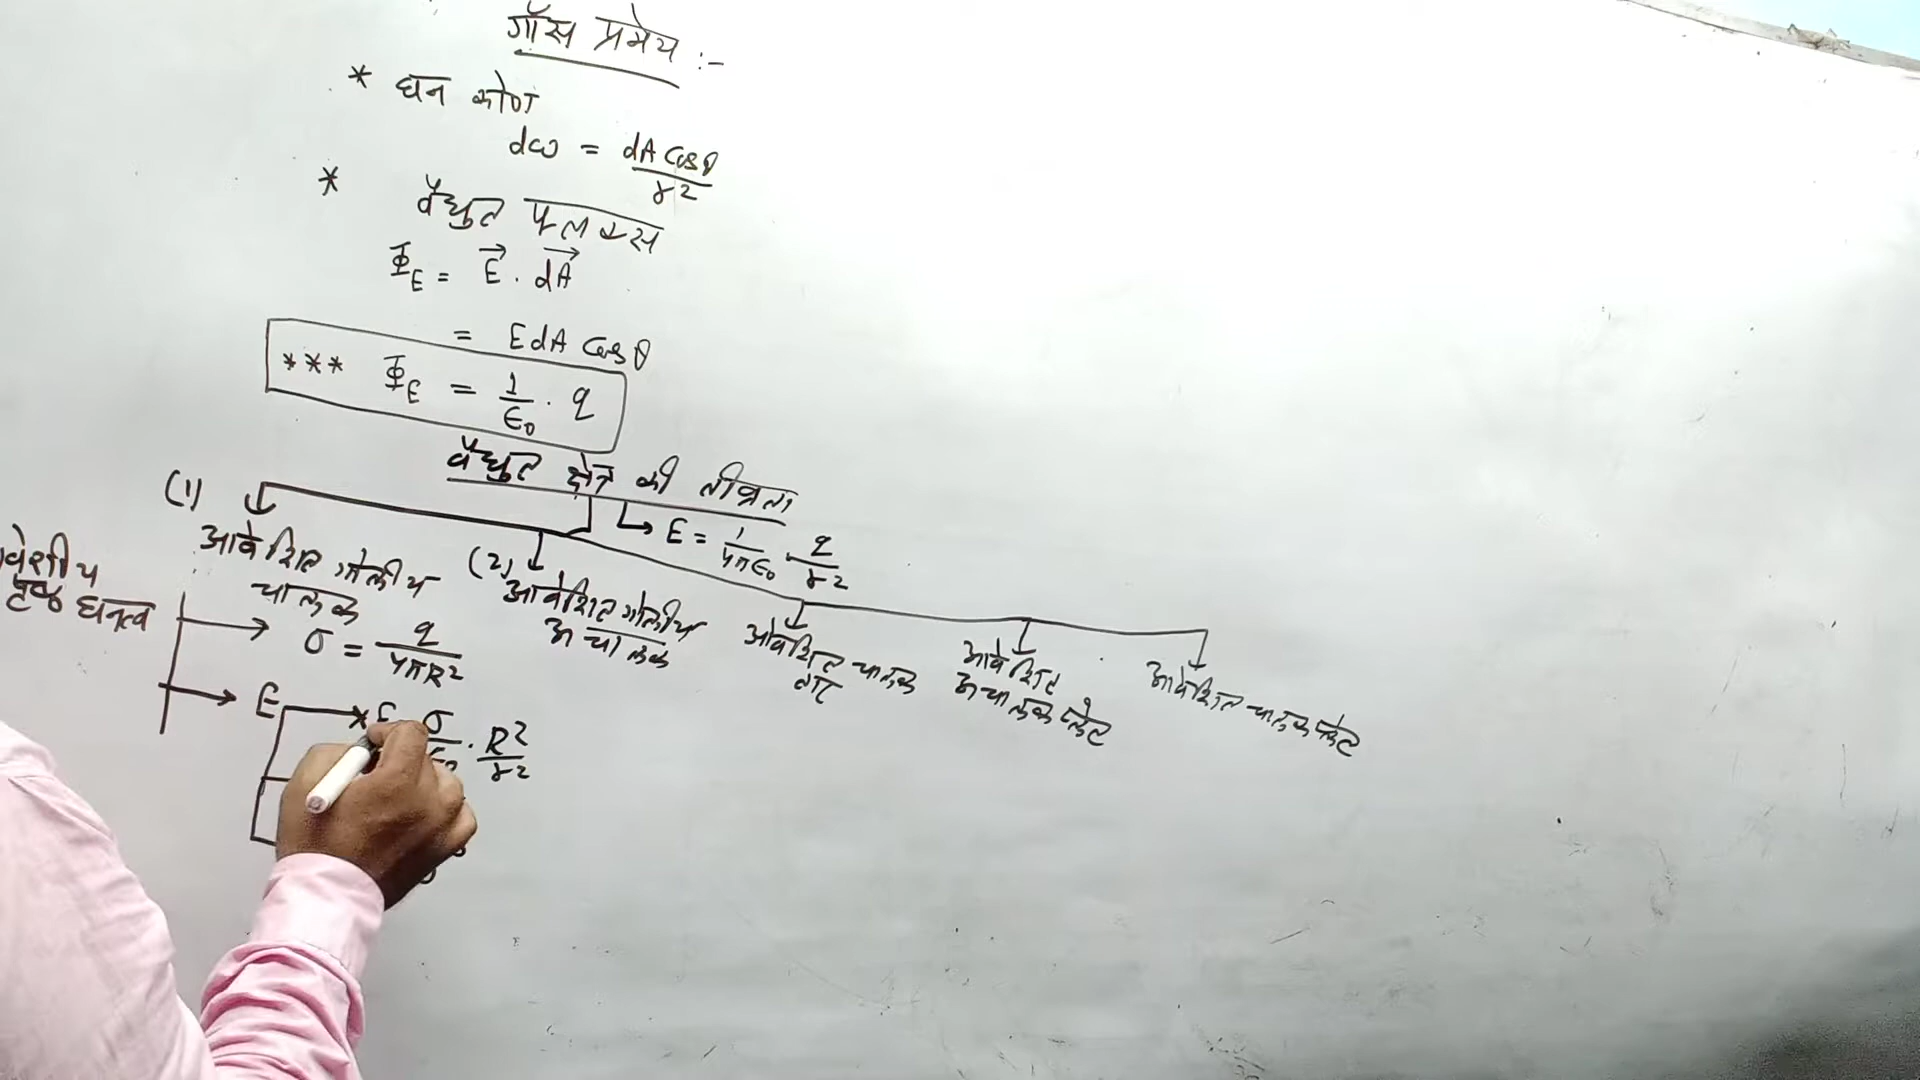 गॉस प्रमेय :-
* घन कोण
dω = dA Cosθ / r²
* वैद्युत फ्लक्स
Φ_E = E⃗ . dA⃗
= EdA Cosθ
*** Φ_E = 1/ε₀ . q
वैद्युत क्षेत्र की तीव्रता
E = 1/4πε₀ . q/r²
(1)
आवेशित गोलीय
चालक
घनत्व
σ = q / 4πR²
E
(2) आवेशित गोलीय
अचालक
आवेशित चालक
आवेशित
अचालक प्लेट
आवेशित चालक प्लेट
σ . R²/r²